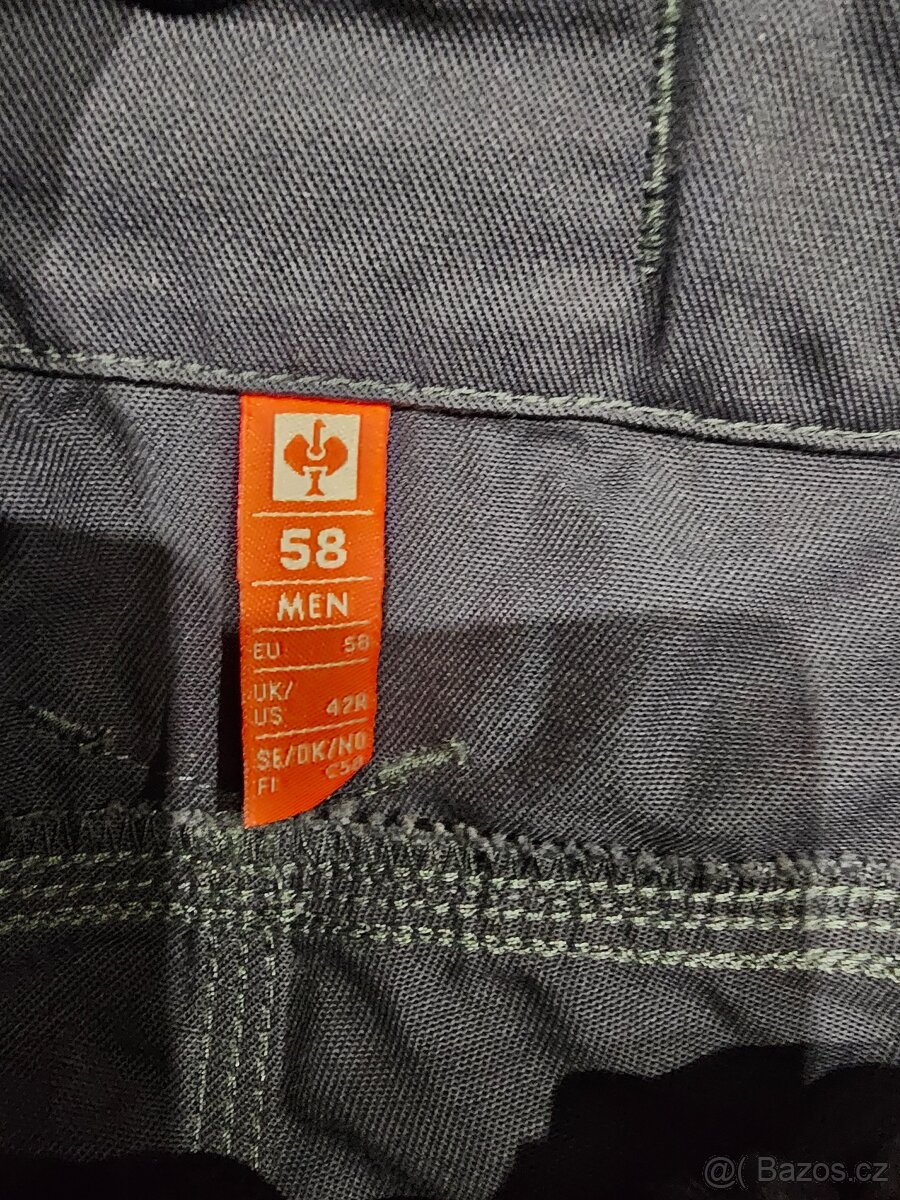 58
MEN
EU 58
UK/
US 42R
SE/DK/NO
FI C58
@( Bazos.cz